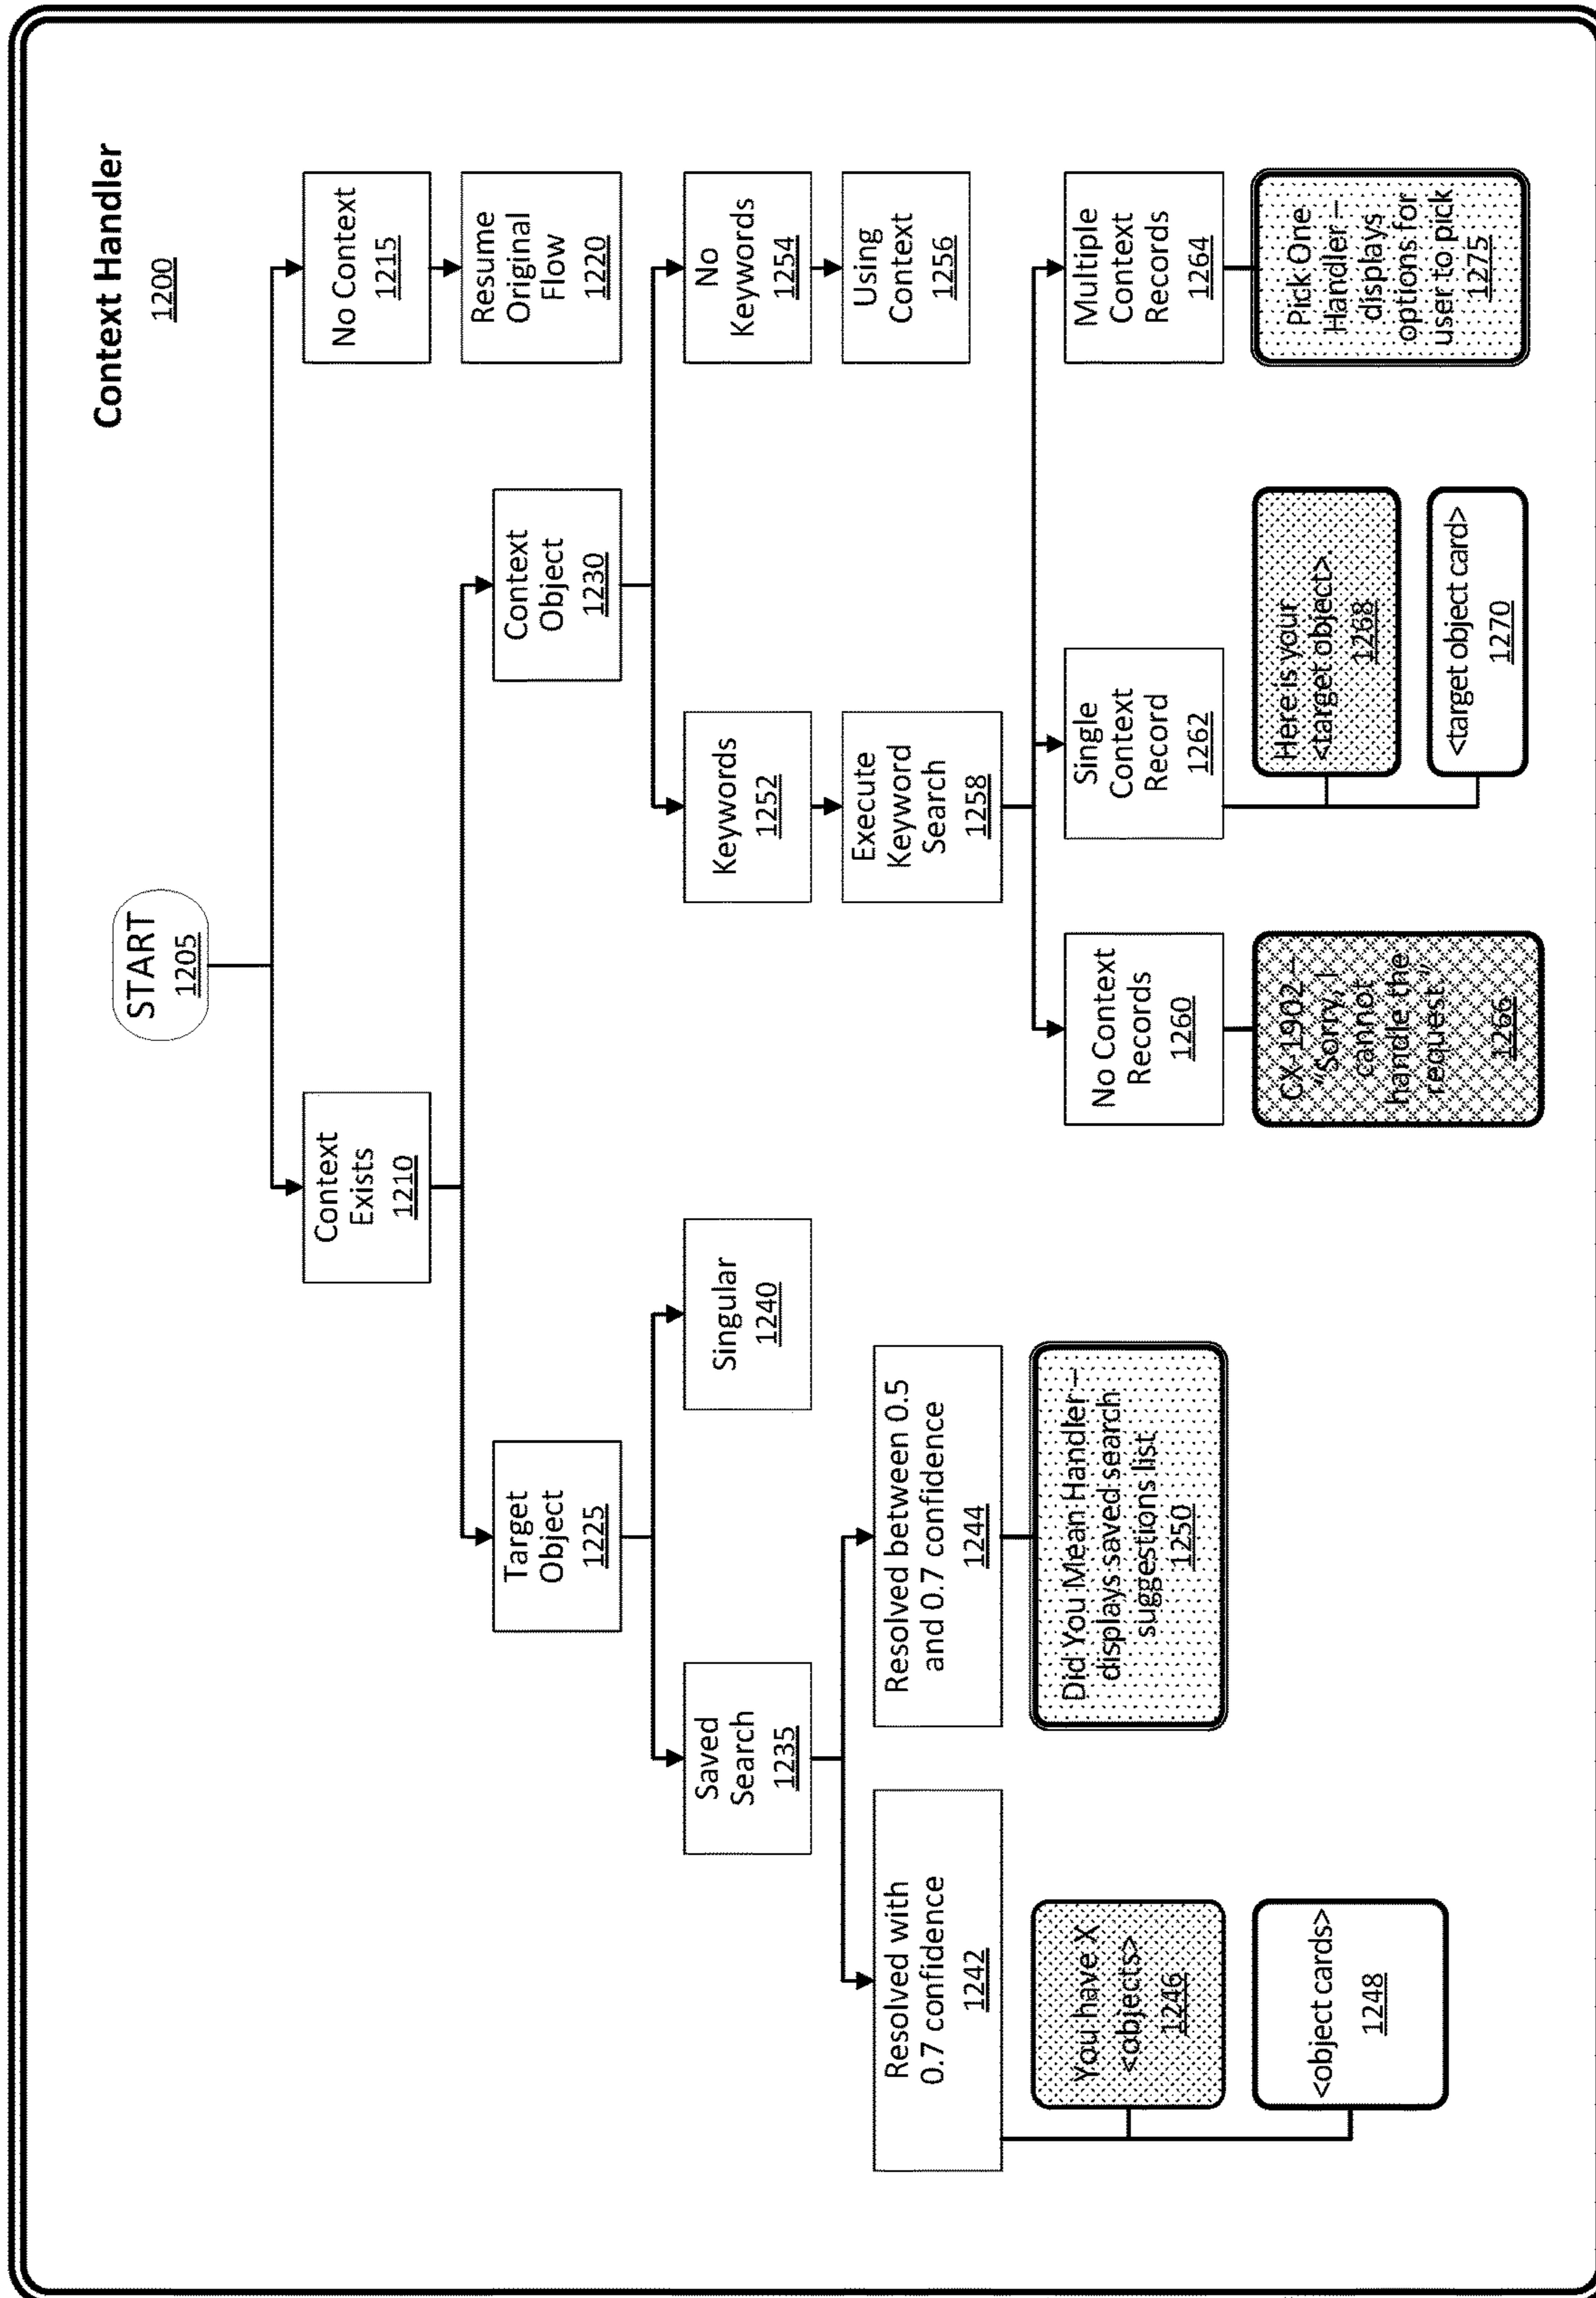 Context Handler
1200
START
1205
Context
Exists
1210
No Context
1215
Resume
Original
Flow
1220
Target
Object
1225
Context
Object
1230
Saved
Search
1235
Singular
1240
Keywords
1252
No
Keywords
1254
Execute
Keyword
Search
1258
Using
Context
1256
Resolved with
0.7 confidence
1242
Resolved between 0.5
and 0.7 confidence
1244
You have X
<objects>
1246
<object cards>
1248
Did You Mean Handler –
displays saved search
suggestions list
1250
No Context
Records
1260
Single
Context
Record
1262
Multiple
Context
Records
1264
CX-1902 –
"Sorry, I
cannot
handle the
request"
1266
Here is your
<target object>
1268
<target object card>
1270
Pick One
Handler –
displays
options for
user to pick
1275